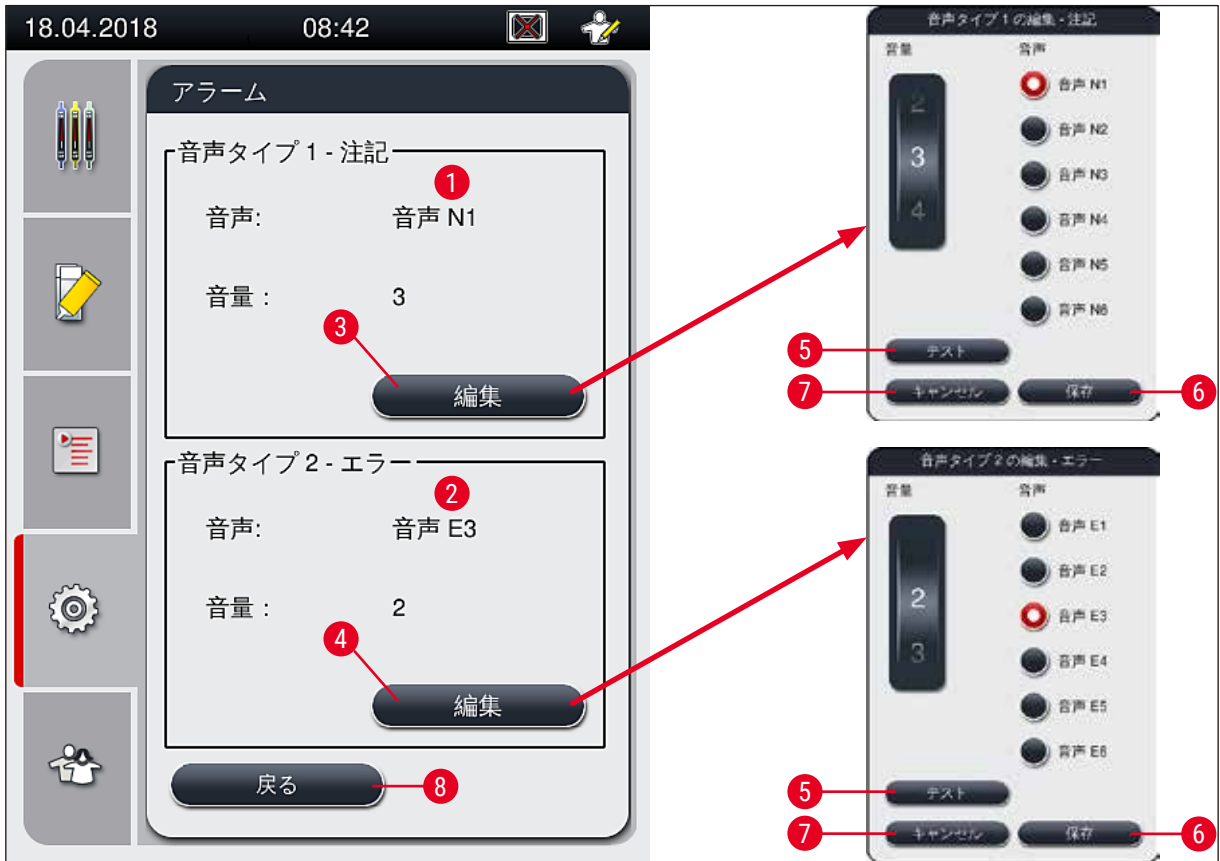 18.04.2018 08:42
アラーム
音声タイプ 1 - 注記
1
音声: 音声 N1
音量： 3
3
編集
音声タイプ 2 - エラー
2
音声: 音声 E3
音量： 2
4
編集
戻る
8
音声タイプ 1 の編集 - 注記
音量 音声
2
3
4
音声 N1
音声 N2
音声 N3
音声 N4
音声 N5
音声 N6
5 テスト
7 キャンセル 保存 6
音声タイプ 2 の編集 - エラー
音量 音声
2
3
音声 E1
音声 E2
音声 E3
音声 E4
音声 E5
音声 E6
5 テスト
7 キャンセル 保存 6